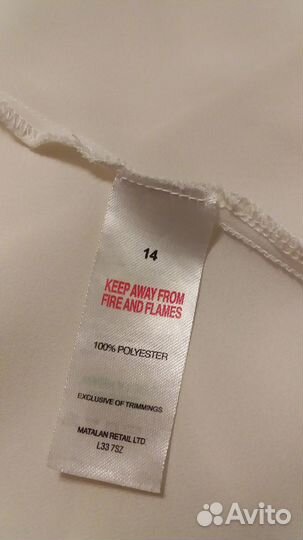 14
KEEP AWAY FROM
FIRE AND FLAMES
100% POLYESTER
EXCLUSIVE OF TRIMMINGS
MATALAN RETAIL LTD
L33 7SZ
Avito